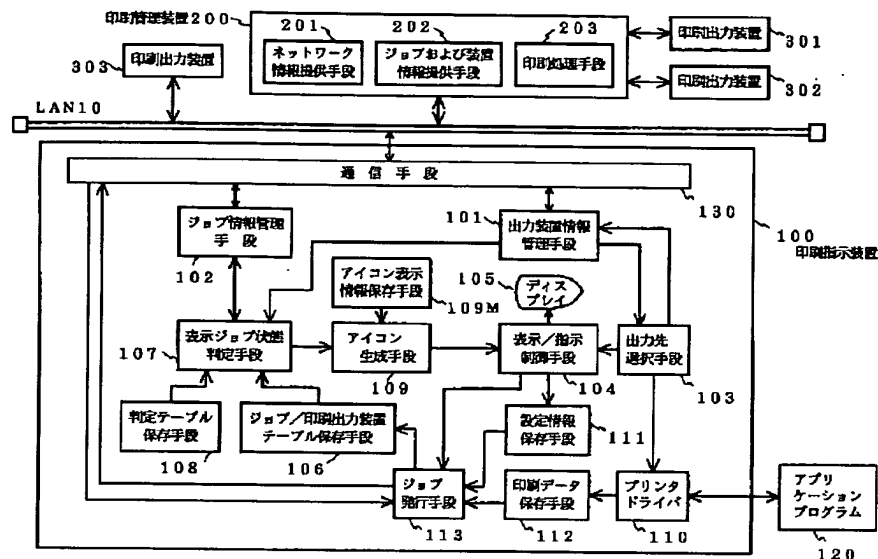 印刷管理装置200
201
202
203
ネットワーク
情報提供手段
ジョブおよび装置
情報提供手段
印刷処理手段
印刷出力装置
301
印刷出力装置
302
303
印刷出力装置
LAN10
通信手段
130
100
印刷指示装置
ジョブ情報管理
手 段
102
101
出力装置情報
管理手段
アイコン表示
情報保存手段
109M
105
ディス
プレイ
107
表示ジョブ状態
判定手段
アイコン
生成手段
109
表示/指示
制御手段
104
出力先
選択手段
103
判定テーブル
保存手段
108
ジョブ/印刷出力装置
テーブル保存手段
106
設定情報
保存手段
111
ジョブ
発行手段
113
印刷データ
保存手段
112
プリンタ
ドライバ
110
アプリ
ケーション
プログラム
120